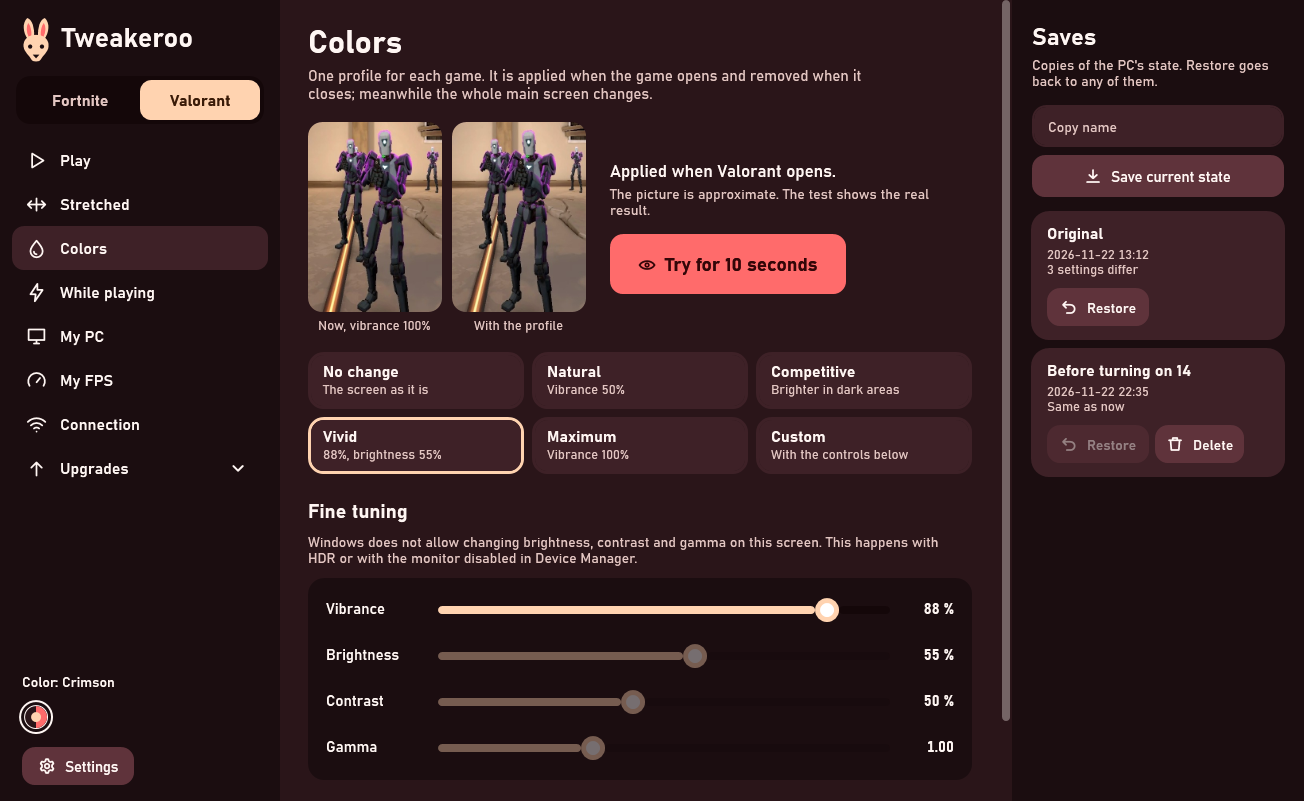 Tweakeroo
Fortnite
Valorant
Play
Stretched
Colors
While playing
My PC
My FPS
Connection
Upgrades
Color: Crimson
Settings
Colors
One profile for each game. It is applied when the game opens and removed when it
closes; meanwhile the whole main screen changes.
Now, vibrance 100%
With the profile
Applied when Valorant opens.
The picture is approximate. The test shows the real
result.
Try for 10 seconds
No change
The screen as it is
Natural
Vibrance 50%
Competitive
Brighter in dark areas
Vivid
88%, brightness 55%
Maximum
Vibrance 100%
Custom
With the controls below
Fine tuning
Windows does not allow changing brightness, contrast and gamma on this screen. This happens with
HDR or with the monitor disabled in Device Manager.
Vibrance
88 %
Brightness
55 %
Contrast
50 %
Gamma
1.00
Saves
Copies of the PC's state. Restore goes
back to any of them.
Copy name
Save current state
Original
2026-11-22 13:12
3 settings differ
Restore
Before turning on 14
2026-11-22 22:35
Same as now
Restore
Delete